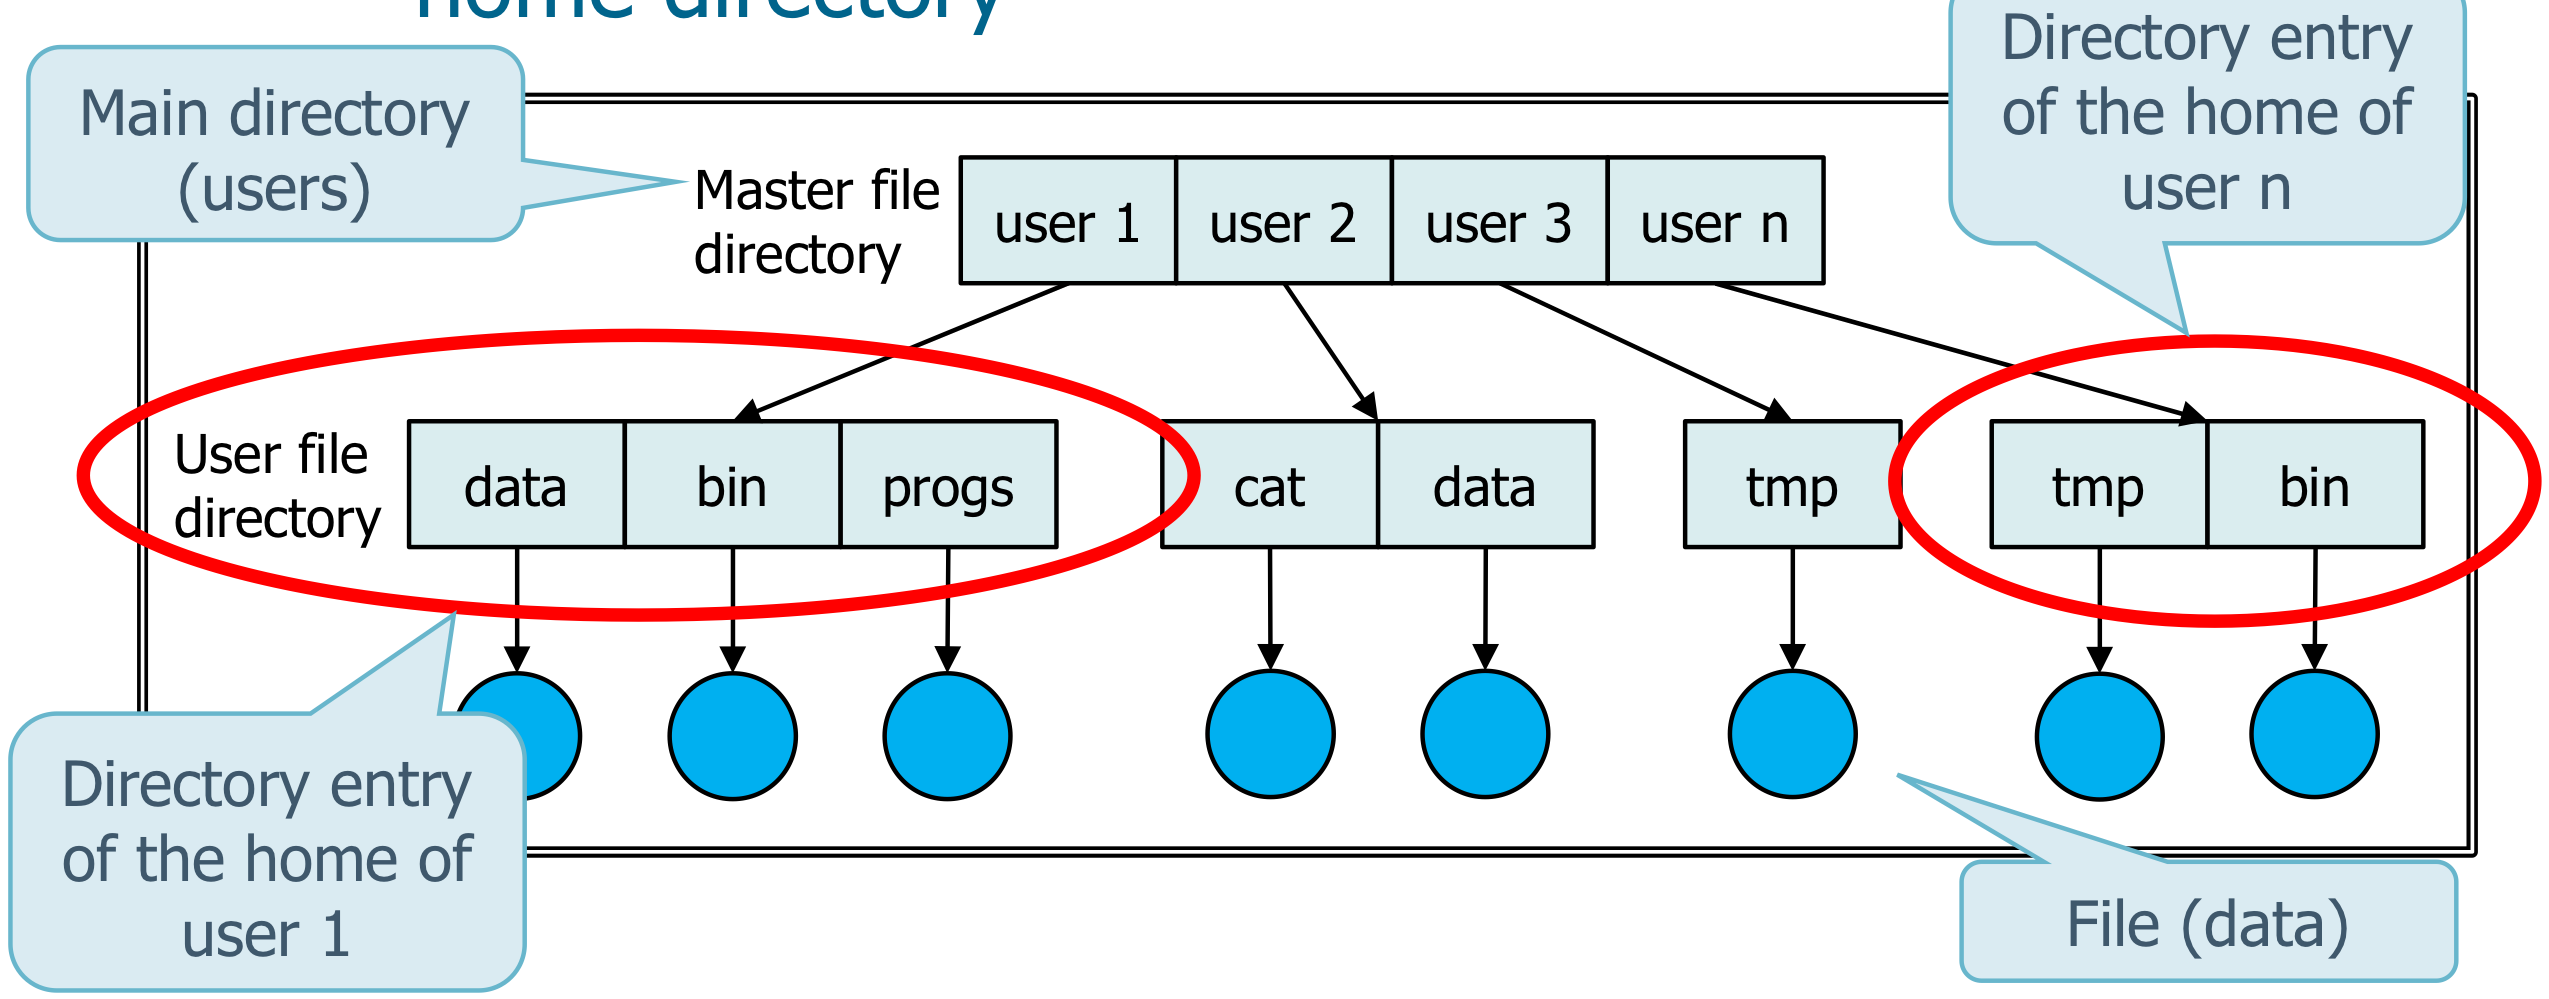 home directory
Main directory
(users)
Directory entry
of the home of
user n
Master file
directory
user 1 user 2 user 3 user n
User file
directory
data bin progs cat data tmp tmp bin
Directory entry
of the home of
user 1
File (data)